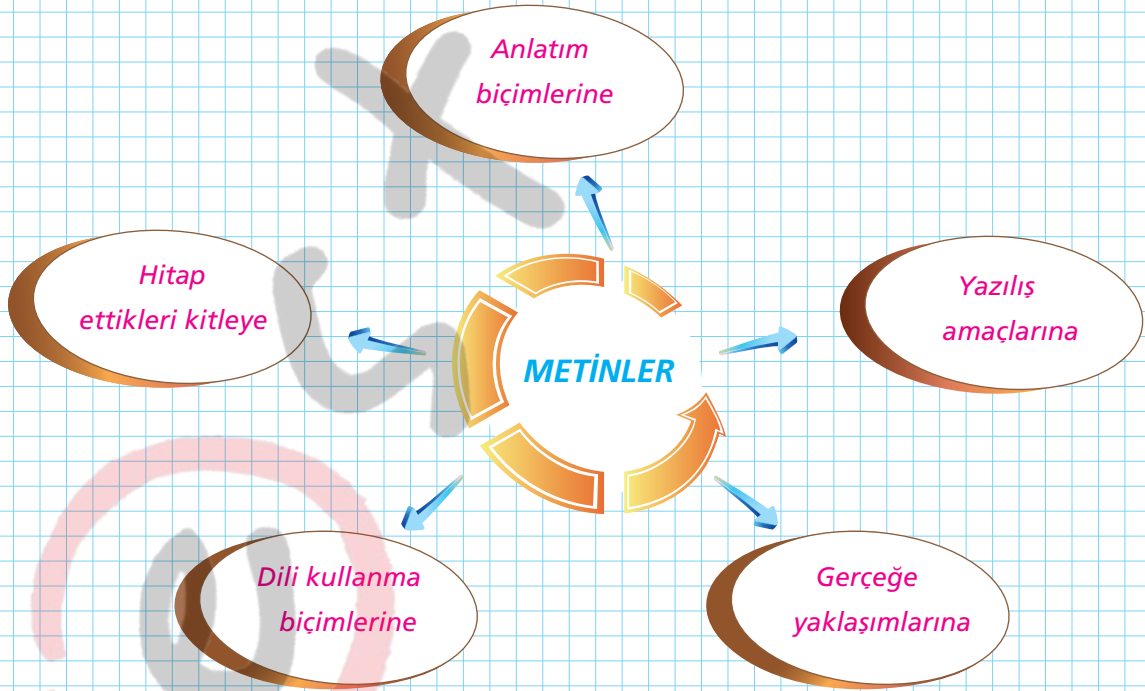 Anlatım
biçimlerine
Hitap
ettikleri kitleye
Yazılış
amaçlarına
METİNLER
Dili kullanma
biçimlerine
Gerçeğe
yaklaşımlarına